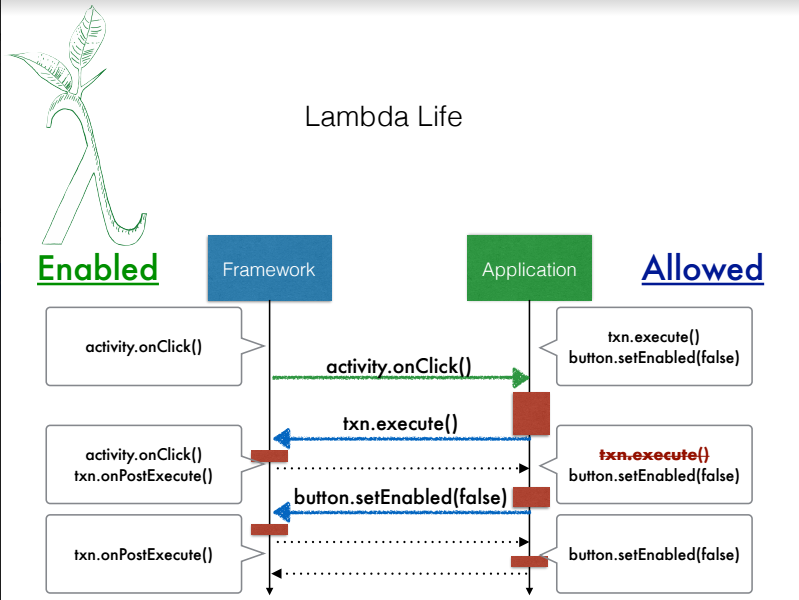 Lambda Life
Enabled
Framework
Application
Allowed
activity.onClick()
txn.execute()
button.setEnabled(false)
activity.onClick()
txn.execute()
activity.onClick()
txn.onPostExecute()
txn.execute()
button.setEnabled(false)
button.setEnabled(false)
txn.onPostExecute()
button.setEnabled(false)